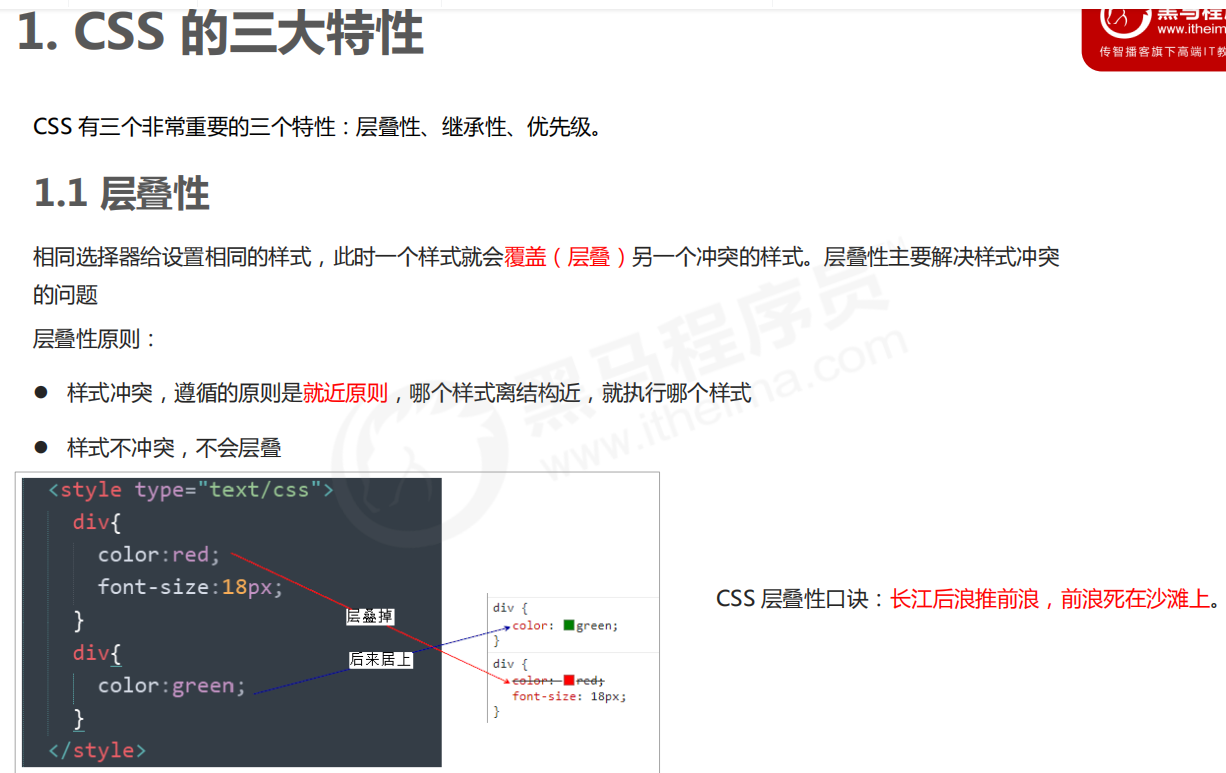 1. CSS 的三大特性
www.itheim
传智播客旗下高端IT教
CSS 有三个非常重要的三个特性：层叠性、继承性、优先级。
1.1 层叠性
相同选择器给设置相同的样式，此时一个样式就会覆盖（层叠）另一个冲突的样式。层叠性主要解决样式冲突
的问题
层叠性原则：
● 样式冲突，遵循的原则是就近原则，哪个样式离结构近，就执行哪个样式
● 样式不冲突，不会层叠
黑马程序员
www.itheima.com
<style type="text/css">
div{
color:red;
font-size:18px;
}
div{
color:green;
}
</style>
层叠掉
后来居上
div {
color: green;
}
div {
color: red;
font-size: 18px;
}
CSS 层叠性口诀：长江后浪推前浪，前浪死在沙滩上。